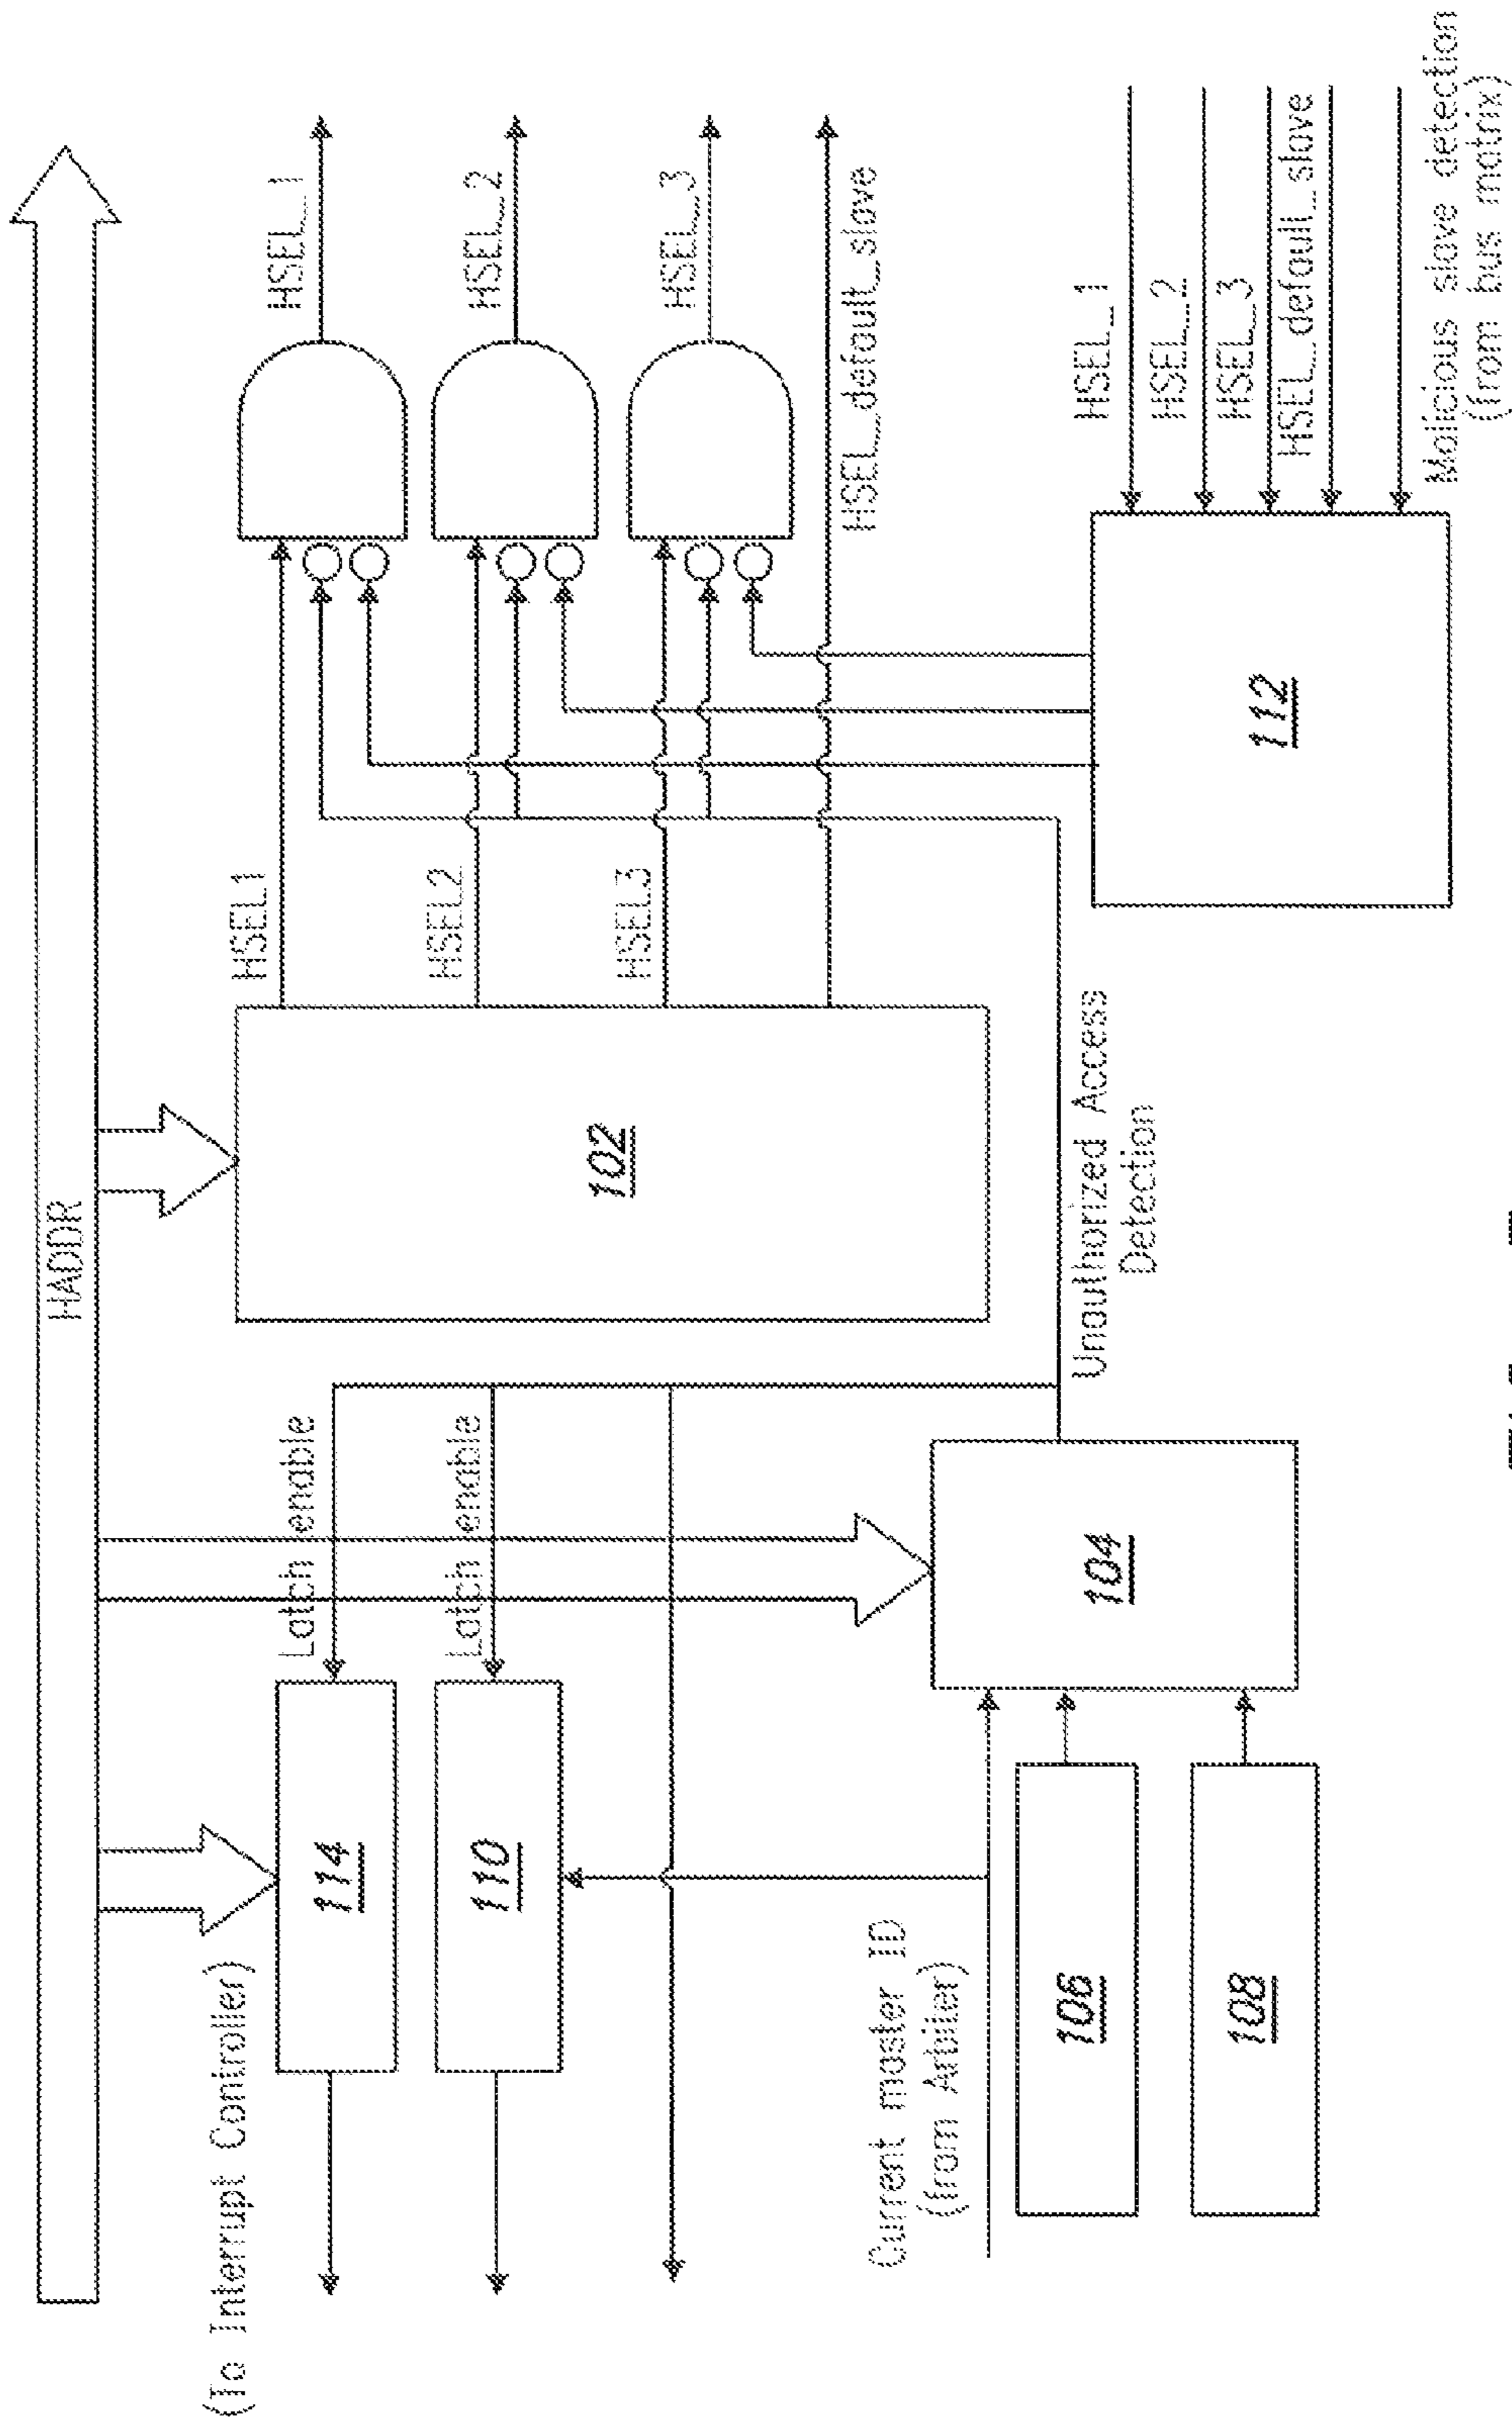 HADDR
(To Interrupt Controller)
114
Latch enable
110
Latch enable
102
HSEL1
HSEL2
HSEL3
HSEL_1
HSEL_2
HSEL_3
HSEL_default_slave
Current master ID
(from Arbiter)
106
108
104
Unauthorized Access
Detection
112
HSEL_1
HSEL_2
HSEL_3
HSEL_default_slave
Malicious slave detection
(from bus matrix)